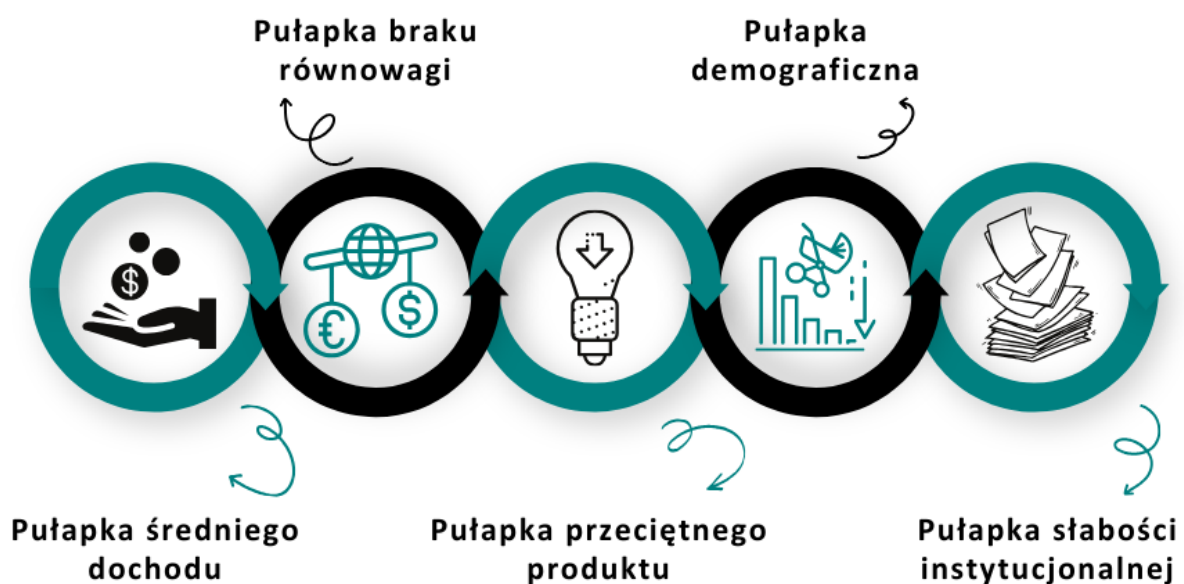 Pułapka braku
równowagi
Pułapka
demograficzna
$
€
$
Pułapka średniego
dochodu
Pułapka przeciętnego
produktu
Pułapka słabości
instytucjonalnej